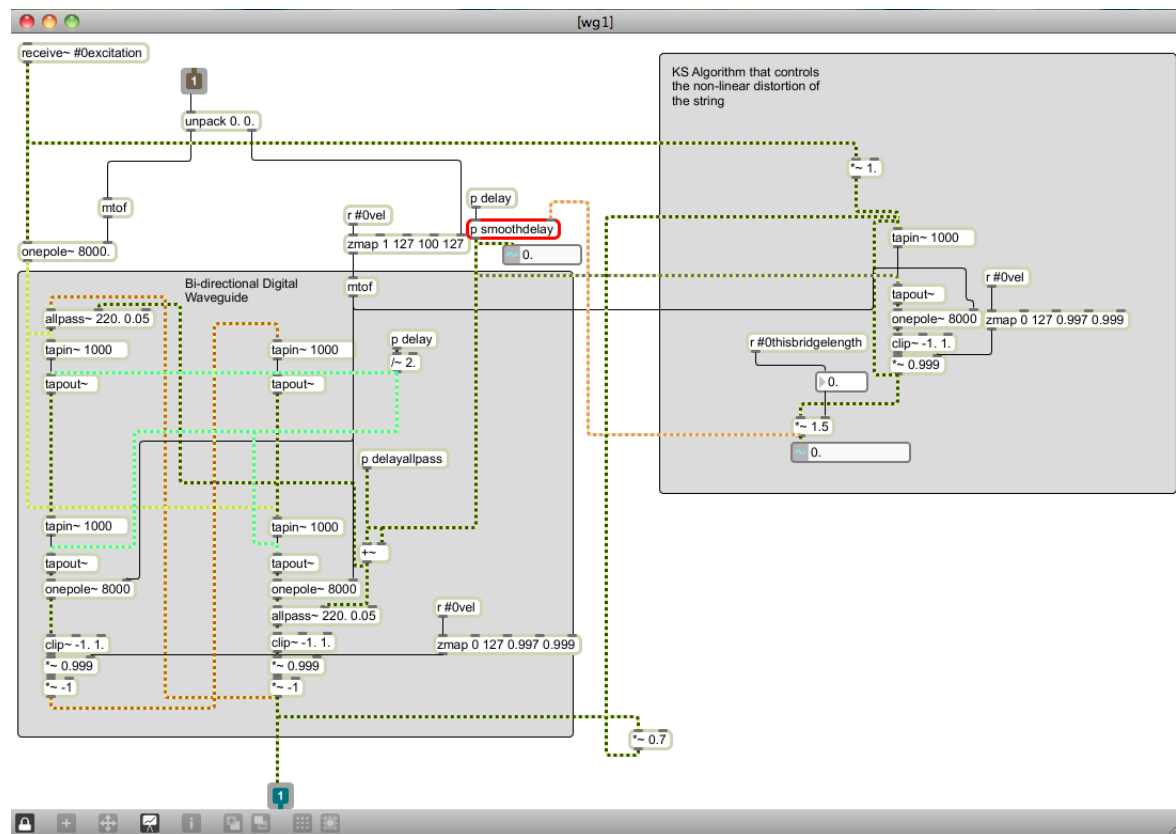 [wg1]
receive~ #0excitation
1
unpack 0. 0.
mtof
onepole~ 8000.
r #0vel
zmap 1 127 100 127
mtof
p delay
p smoothdelay
0.
Bi-directional Digital
Waveguide
allpass~ 220. 0.05
tapin~ 1000
tapout~
tapin~ 1000
tapout~
p delay
/~ 2.
p delayallpass
+~
tapin~ 1000
tapout~
onepole~ 8000
clip~ -1. 1.
*~ 0.999
*~ -1
tapin~ 1000
tapout~
onepole~ 8000
allpass~ 220. 0.05
clip~ -1. 1.
*~ 0.999
*~ -1
r #0vel
zmap 0 127 0.997 0.999
1
*~ 0.7
KS Algorithm that controls
the non-linear distortion of
the string
*~ 1.
tapin~ 1000
tapout~
onepole~ 8000
clip~ -1. 1.
*~ 0.999
r #0vel
zmap 0 127 0.997 0.999
r #0thisbridgelength
0.
*~ 1.5
0.